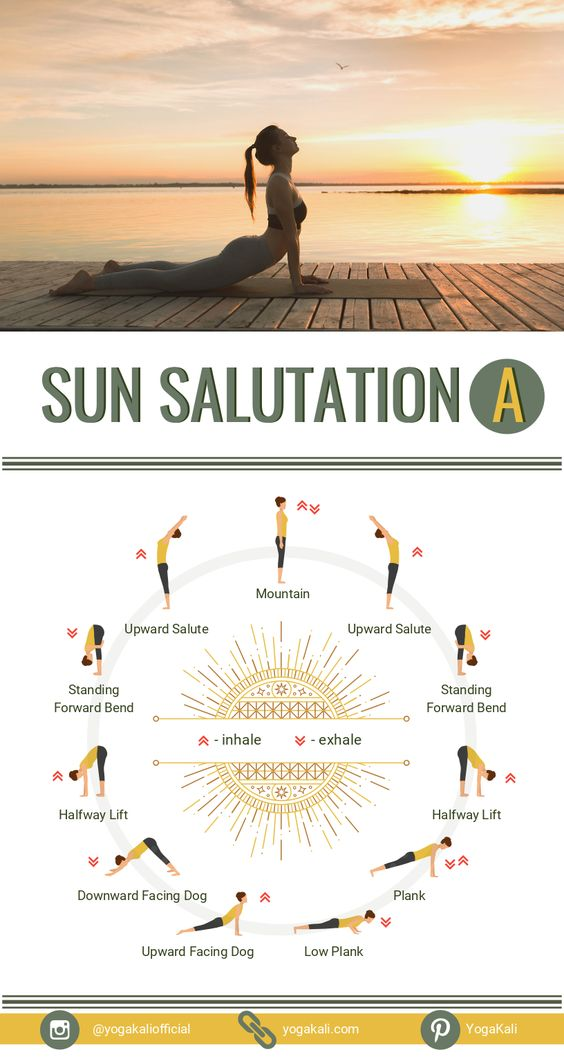 SUN SALUTATION A
Mountain
Upward Salute
Upward Salute
Standing
Forward Bend
Standing
Forward Bend
- inhale
- exhale
Halfway Lift
Halfway Lift
Downward Facing Dog
Plank
Upward Facing Dog
Low Plank
@yogakaliofficial
yogakali.com
YogaKali